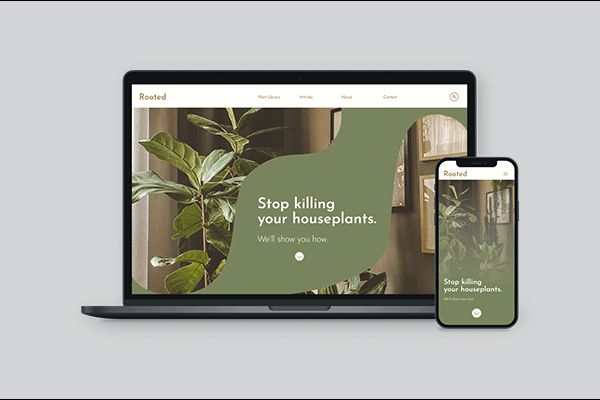 Rooted
Plant Library Articles About Contact
Stop killing
your houseplants.
We'll show you how.
Rooted
Stop killing
your houseplants.
We'll show you how.